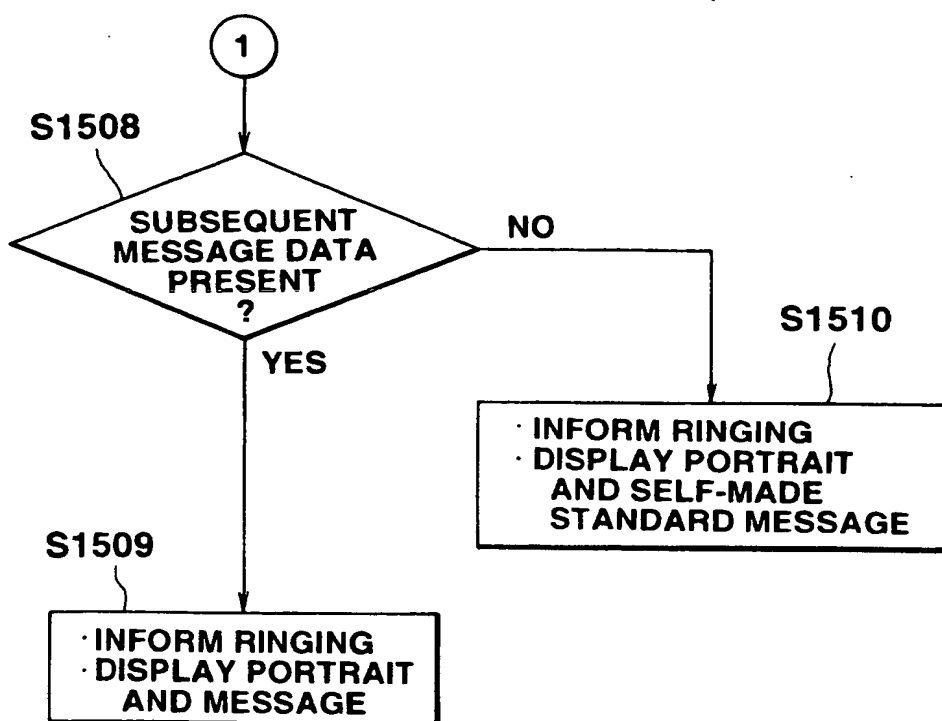 1
S1508
SUBSEQUENT
MESSAGE DATA
PRESENT
?
NO
YES
S1510
· INFORM RINGING
· DISPLAY PORTRAIT
AND SELF-MADE
STANDARD MESSAGE
S1509
· INFORM RINGING
· DISPLAY PORTRAIT
AND MESSAGE